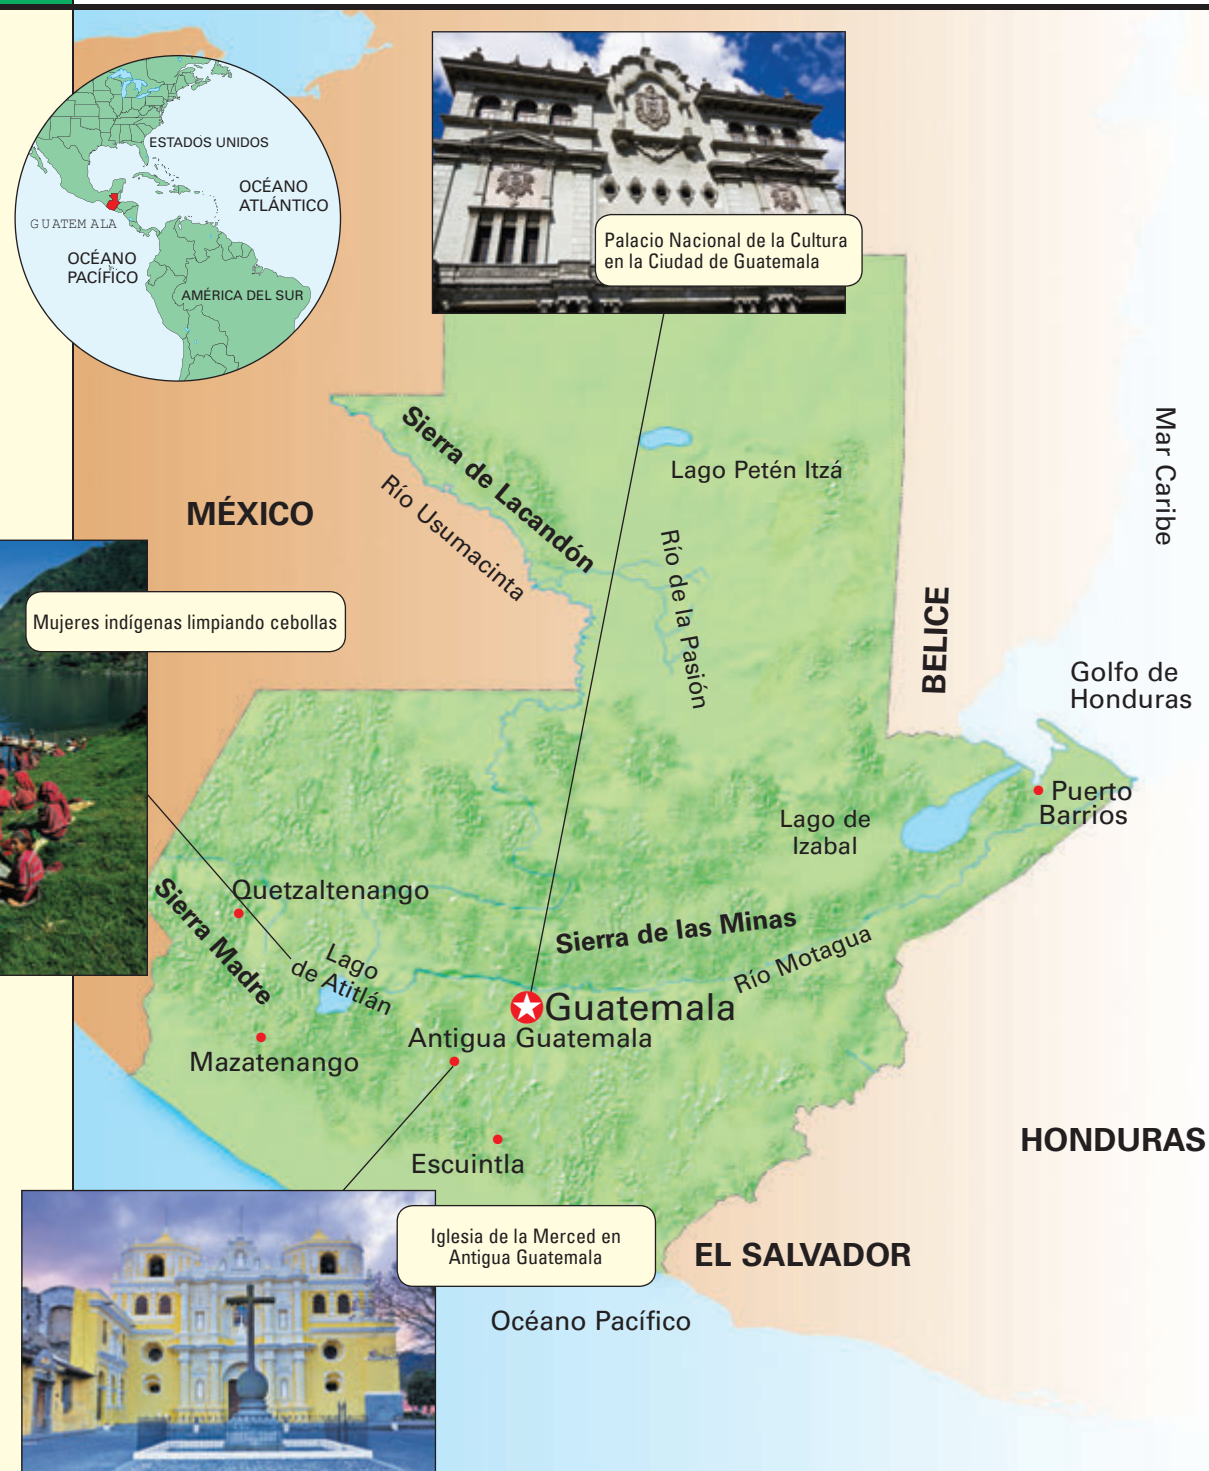 ESTADOS UNIDOS
OCÉANO
ATLÁNTICO
GUATEMALA
OCÉANO
PACÍFICO
AMÉRICA DEL SUR
Palacio Nacional de la Cultura
en la Ciudad de Guatemala
Sierra de Lacandón
Lago Petén Itzá
Mar Caribe
MÉXICO
Río Usumacinta
Río de la Pasión
BELICE
Mujeres indígenas limpiando cebollas
Golfo de
Honduras
Puerto
Barrios
Lago de
Izabal
Quetzaltenango
Sierra Madre
Sierra de las Minas
Lago
de Atitlán
Río Motagua
Guatemala
Antigua Guatemala
Mazatenango
HONDURAS
Escuintla
Iglesia de la Merced en
Antigua Guatemala
EL SALVADOR
Océano Pacífico